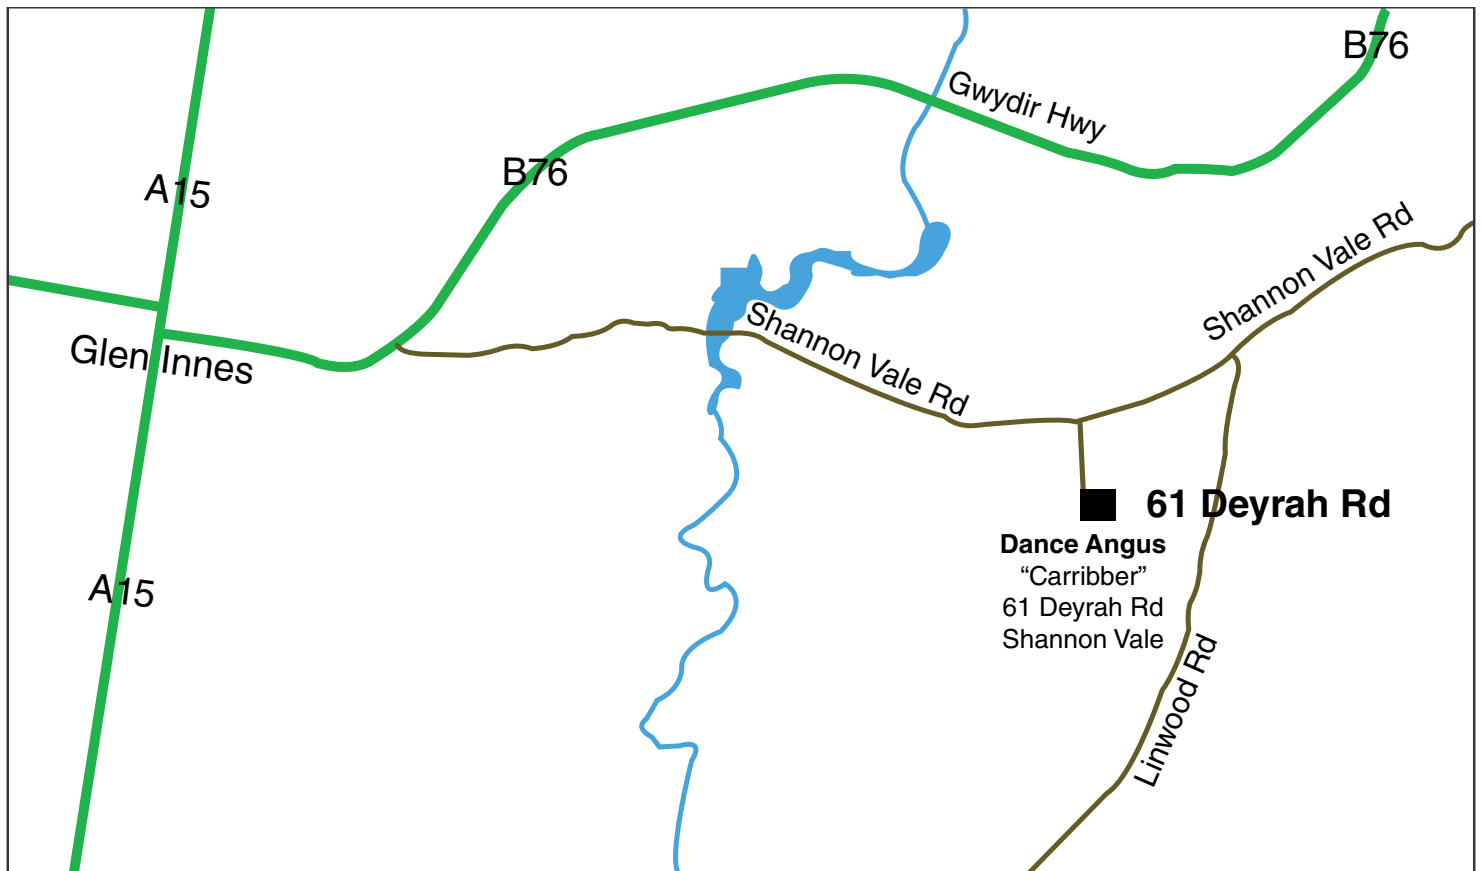 B76
Gwydir Hwy
B76
A15
Shannon Vale Rd
Shannon Vale Rd
Glen Innes
61 Deyrah Rd
Dance Angus
“Carribber”
61 Deyrah Rd
Shannon Vale
A15
Linwood Rd